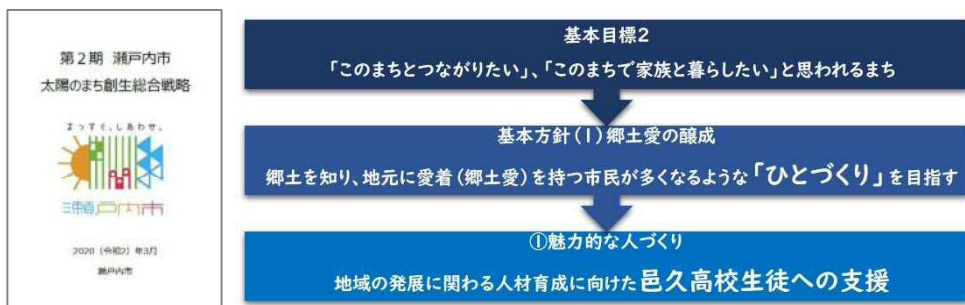 第2期 瀬戸内市
太陽のまち創生総合戦略
まっすぐ、しあわせ。
瀬戸内市
2020(令和2)年3月
瀬戸内市
基本目標2
「このまちとつながりたい」、「このまちで家族と暮らしたい」と思われるまち
基本方針(1)郷土愛の醸成
郷土を知り、地元に愛着(郷土愛)を持つ市民が多くなるような「ひとづくり」を目指す
①魅力的な人づくり
地域の発展に関わる人材育成に向けた邑久高校生徒への支援